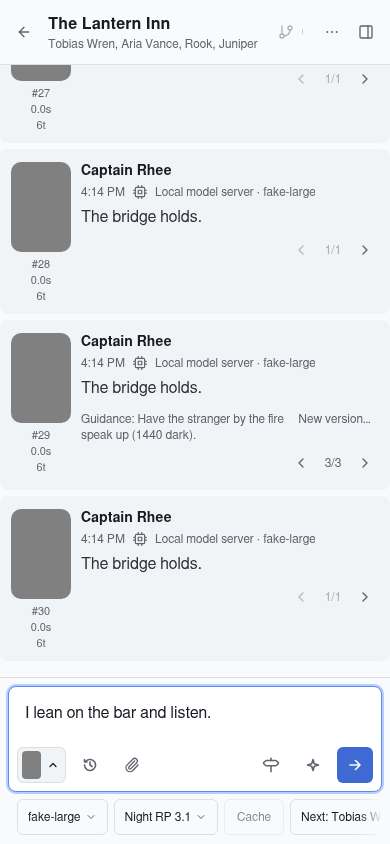 The Lantern Inn
Tobias Wren, Aria Vance, Rook, Juniper
1/1
#27
0.0s
6t
Captain Rhee
4:14 PM Local model server · fake-large
The bridge holds.
1/1
#28
0.0s
6t
Captain Rhee
4:14 PM Local model server · fake-large
The bridge holds.
Guidance: Have the stranger by the fire New version...
speak up (1440 dark).
#29
0.0s
3/3
6t
Captain Rhee
4:14 PM Local model server · fake-large
The bridge holds.
1/1
#30
0.0s
6t
I lean on the bar and listen.
fake-large Night RP 3.1 Cache Next: Tobias W